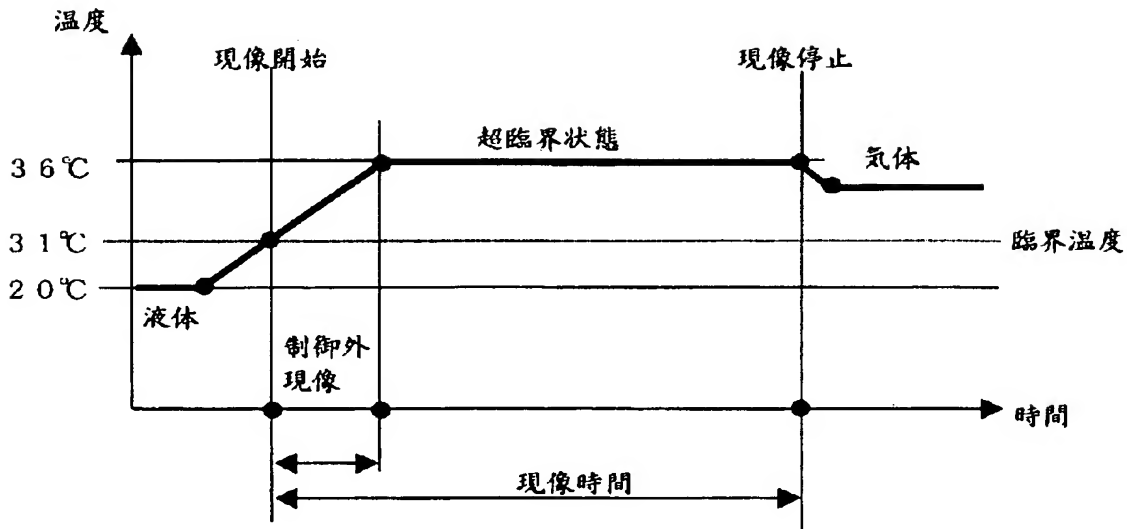 温度
現像開始
現像停止
超臨界状態
気体
36℃
31℃
臨界温度
20℃
液体
制御外
現像
時間
現像時間